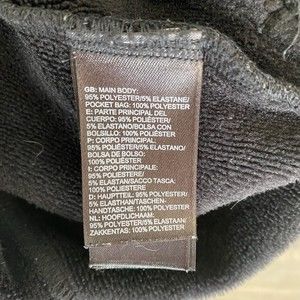 GB: MAIN BODY:
95% POLYESTER/5% ELASTANE/
POCKET BAG: 100% POLYESTER
E: PARTE PRINCIPAL DEL
CUERPO: 95% POLIÉSTER/
5% ELASTANO/BOLSA CON
BOLSILLO: 100% POLIÉSTER
P: CORPO PRINCIPAL:
95% POLIÉSTER/5% ELASTANO/
BOLSA DE BOLSO:
100% POLIÉSTER
I: CORPO PRINCIPALE:
95% POLIESTERE/
5% ELASTAN/SACCO TASCA:
100% POLIESTERE
D: HAUPTTEIL: 95% POLYESTER/
5% ELASTHAN/TASCHEN-
HANDTASCHE: 100% POLYESTER
NL: HOOFDLICHAAM:
95% POLYESTER/5% ELASTAAN/
ZAKKENTAS: 100% POLYESTER